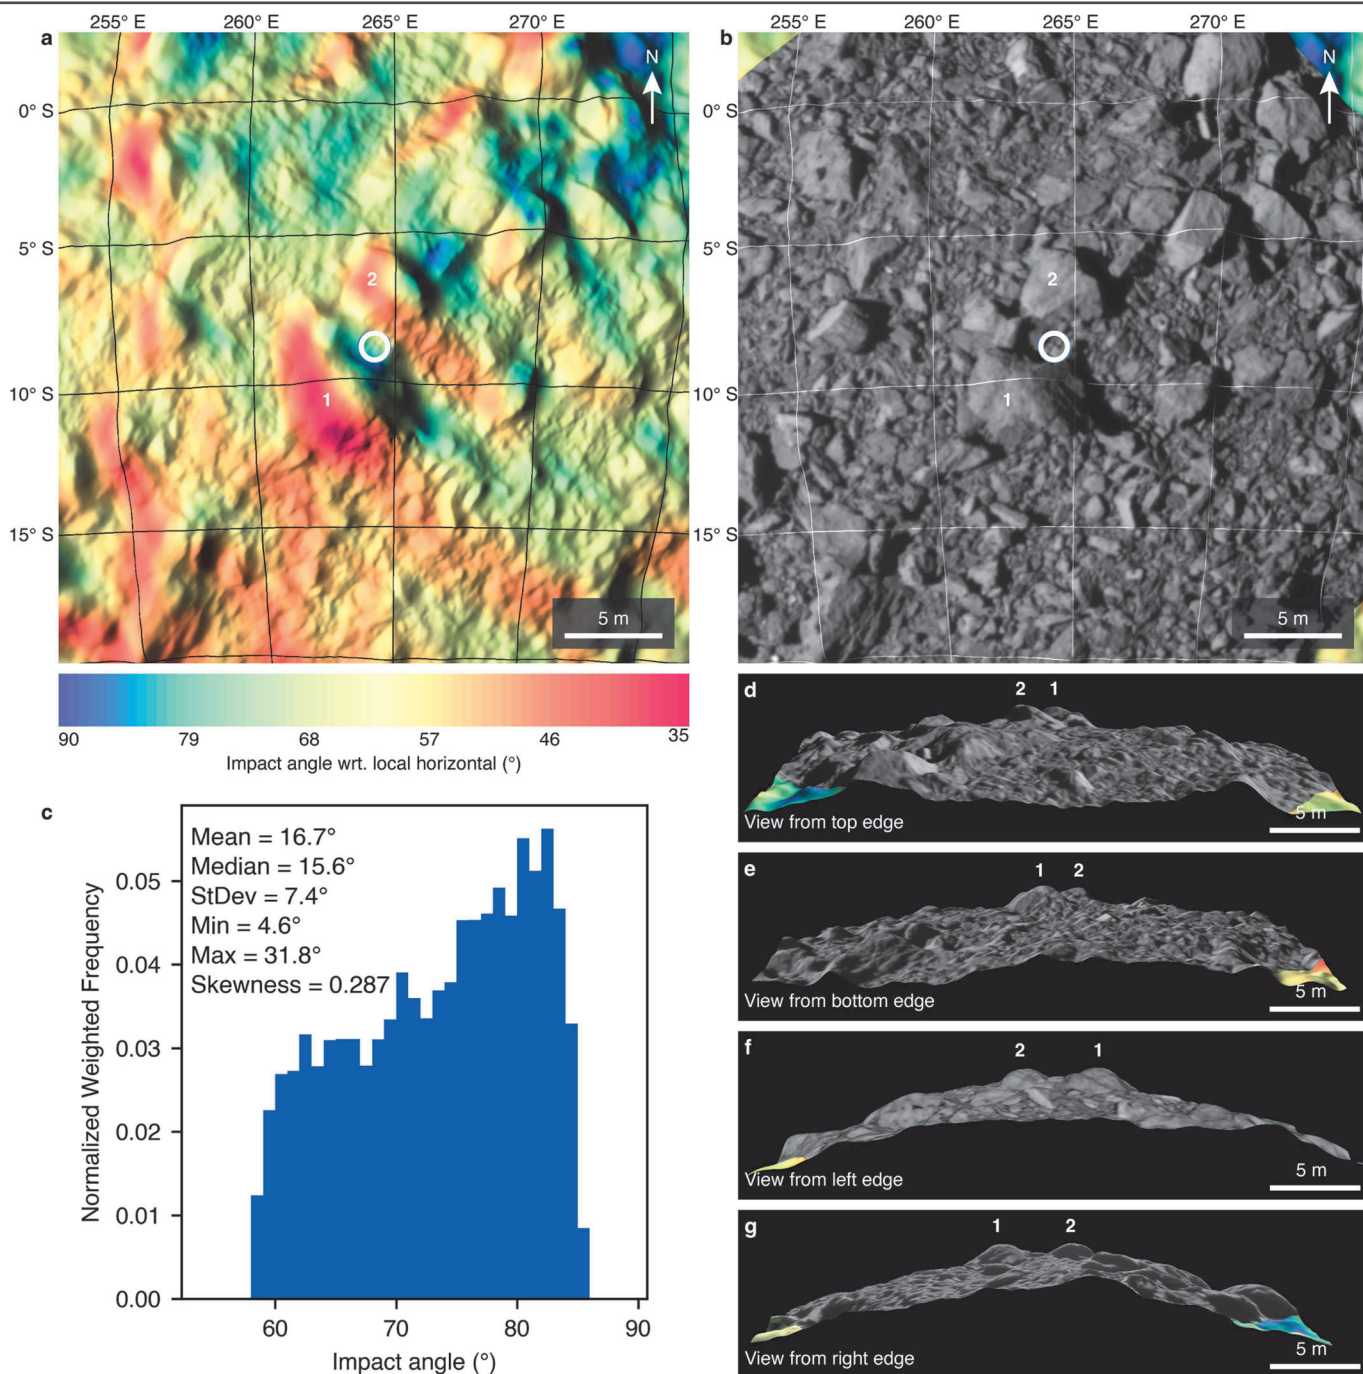 a
255° E 260° E 265° E 270° E
N
0° S
5° S
10° S
15° S
2
1
5 m
90 79 68 57 46 35
Impact angle wrt. local horizontal (°)
b
255° E 260° E 265° E 270° E
N
0° S
5° S
10° S
15° S
2
1
5 m
c
Mean = 16.7°
Median = 15.6°
StDev = 7.4°
Min = 4.6°
Max = 31.8°
Skewness = 0.287
Normalized Weighted Frequency
0.05
0.04
0.03
0.02
0.01
0.00
60 70 80 90
Impact angle (°)
d
2 1
View from top edge
5 m
e
1 2
View from bottom edge
5 m
f
2 1
View from left edge
5 m
g
1 2
View from right edge
5 m